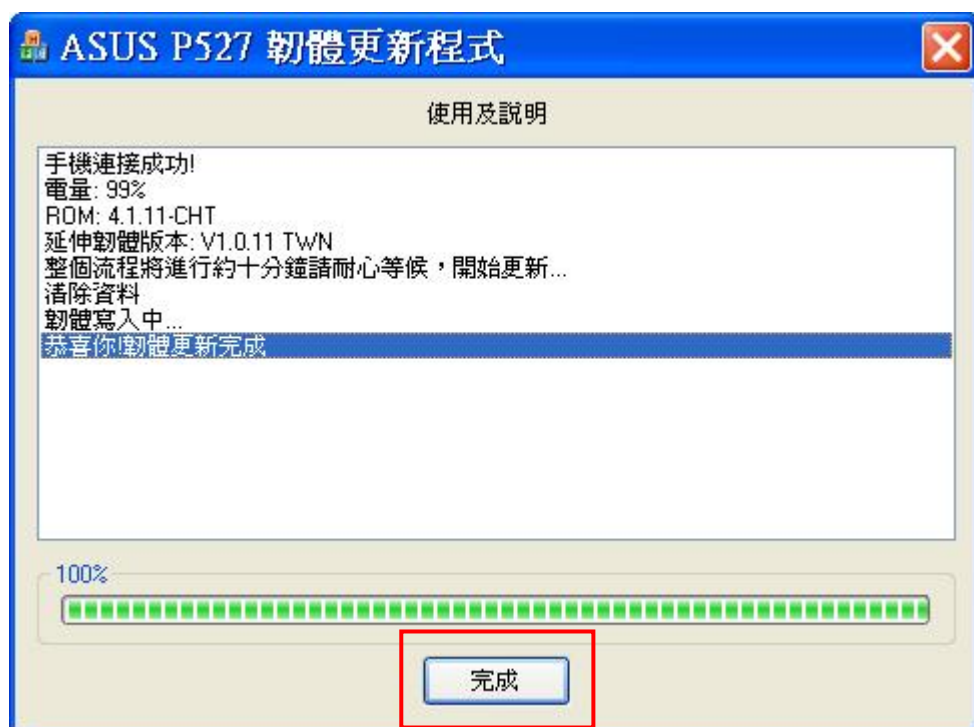 ASUS P527 韌體更新程式
使用及說明
手機連接成功!
電量: 99%
ROM: 4.1.11-CHT
延伸韌體版本: V1.0.11 TWN
整個流程將進行約十分鐘請耐心等候，開始更新...
清除資料
韌體寫入中...
恭喜你!韌體更新完成
100%
完成